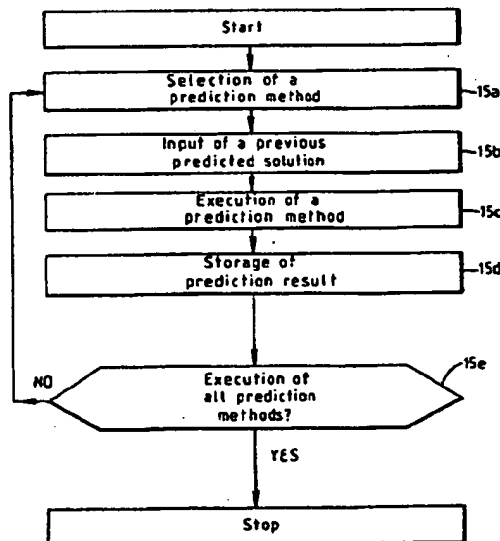 Start
Selection of a
prediction method
15a
Input of a previous
predicted solution
15b
Execution of a
prediction method
15c
Storage of
prediction result
15d
15e
NO
Execution of
all prediction
methods?
YES
Stop